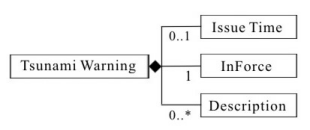 Issue Time
0..1
Tsunami Warning
InForce
1
Description
0..*